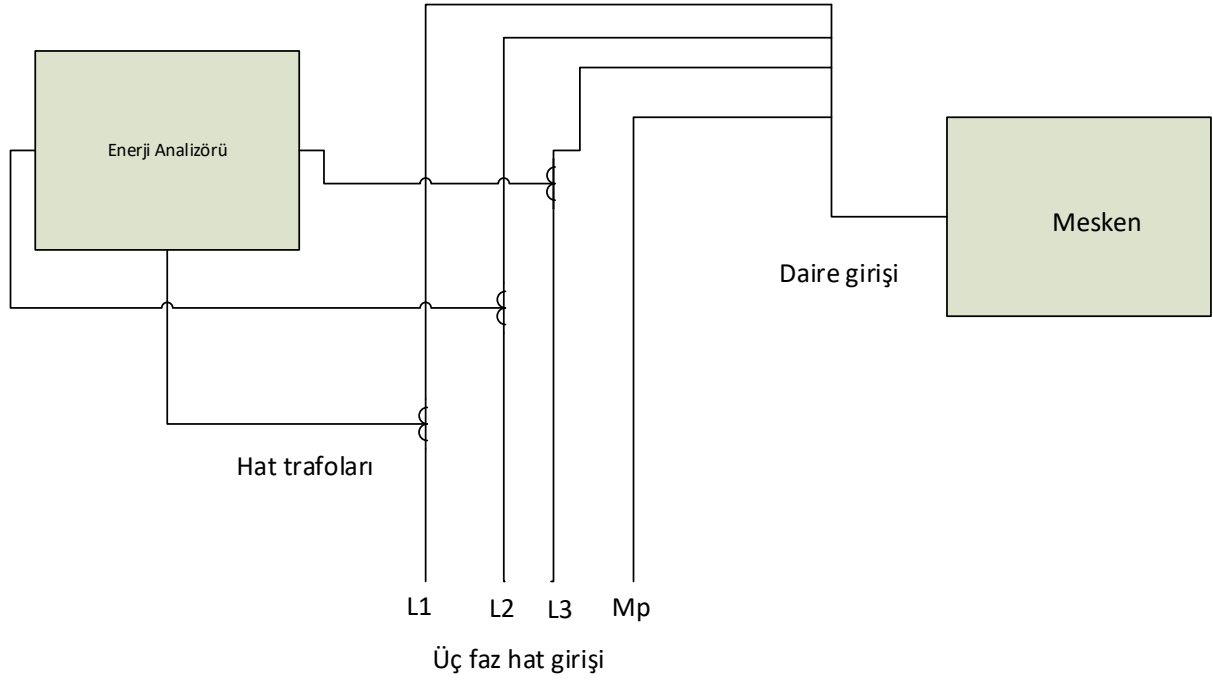 Enerji Analizörü
Mesken
Daire girişi
Hat trafoları
L1
L2
L3
Mp
Üç faz hat girişi